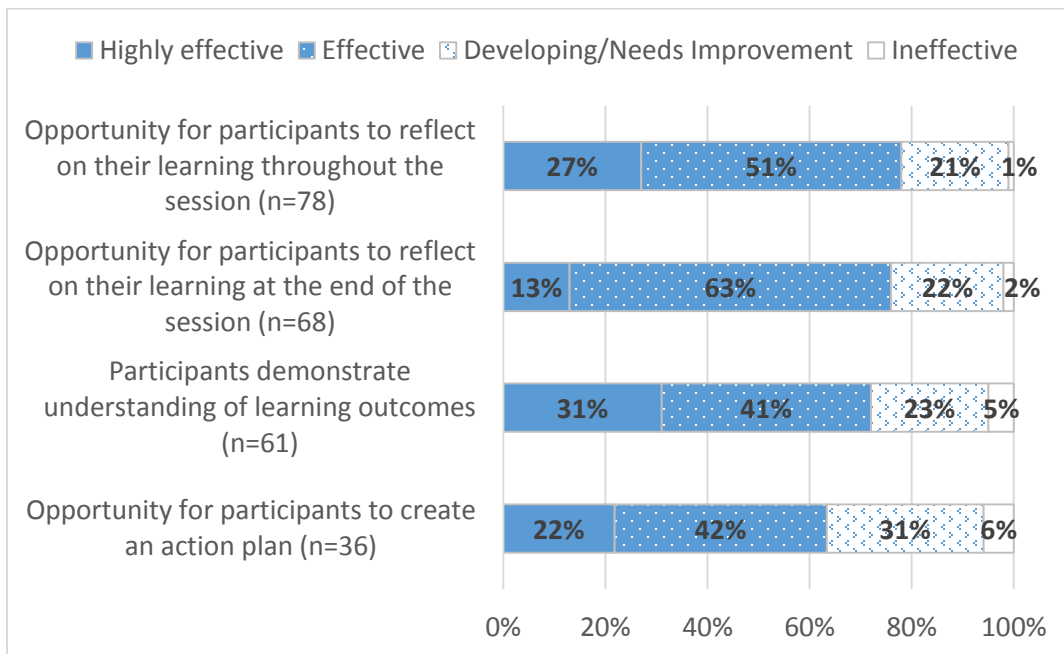 Highly effective Effective Developing/Needs Improvement Ineffective
Opportunity for participants to reflect
on their learning throughout the
session (n=78)
27% 51% 21% 1%
Opportunity for participants to reflect
on their learning at the end of the
session (n=68)
13% 63% 22% 2%
Participants demonstrate
understanding of learning outcomes
(n=61)
31% 41% 23% 5%
Opportunity for participants to create
an action plan (n=36)
22% 42% 31% 6%
0% 20% 40% 60% 80% 100%